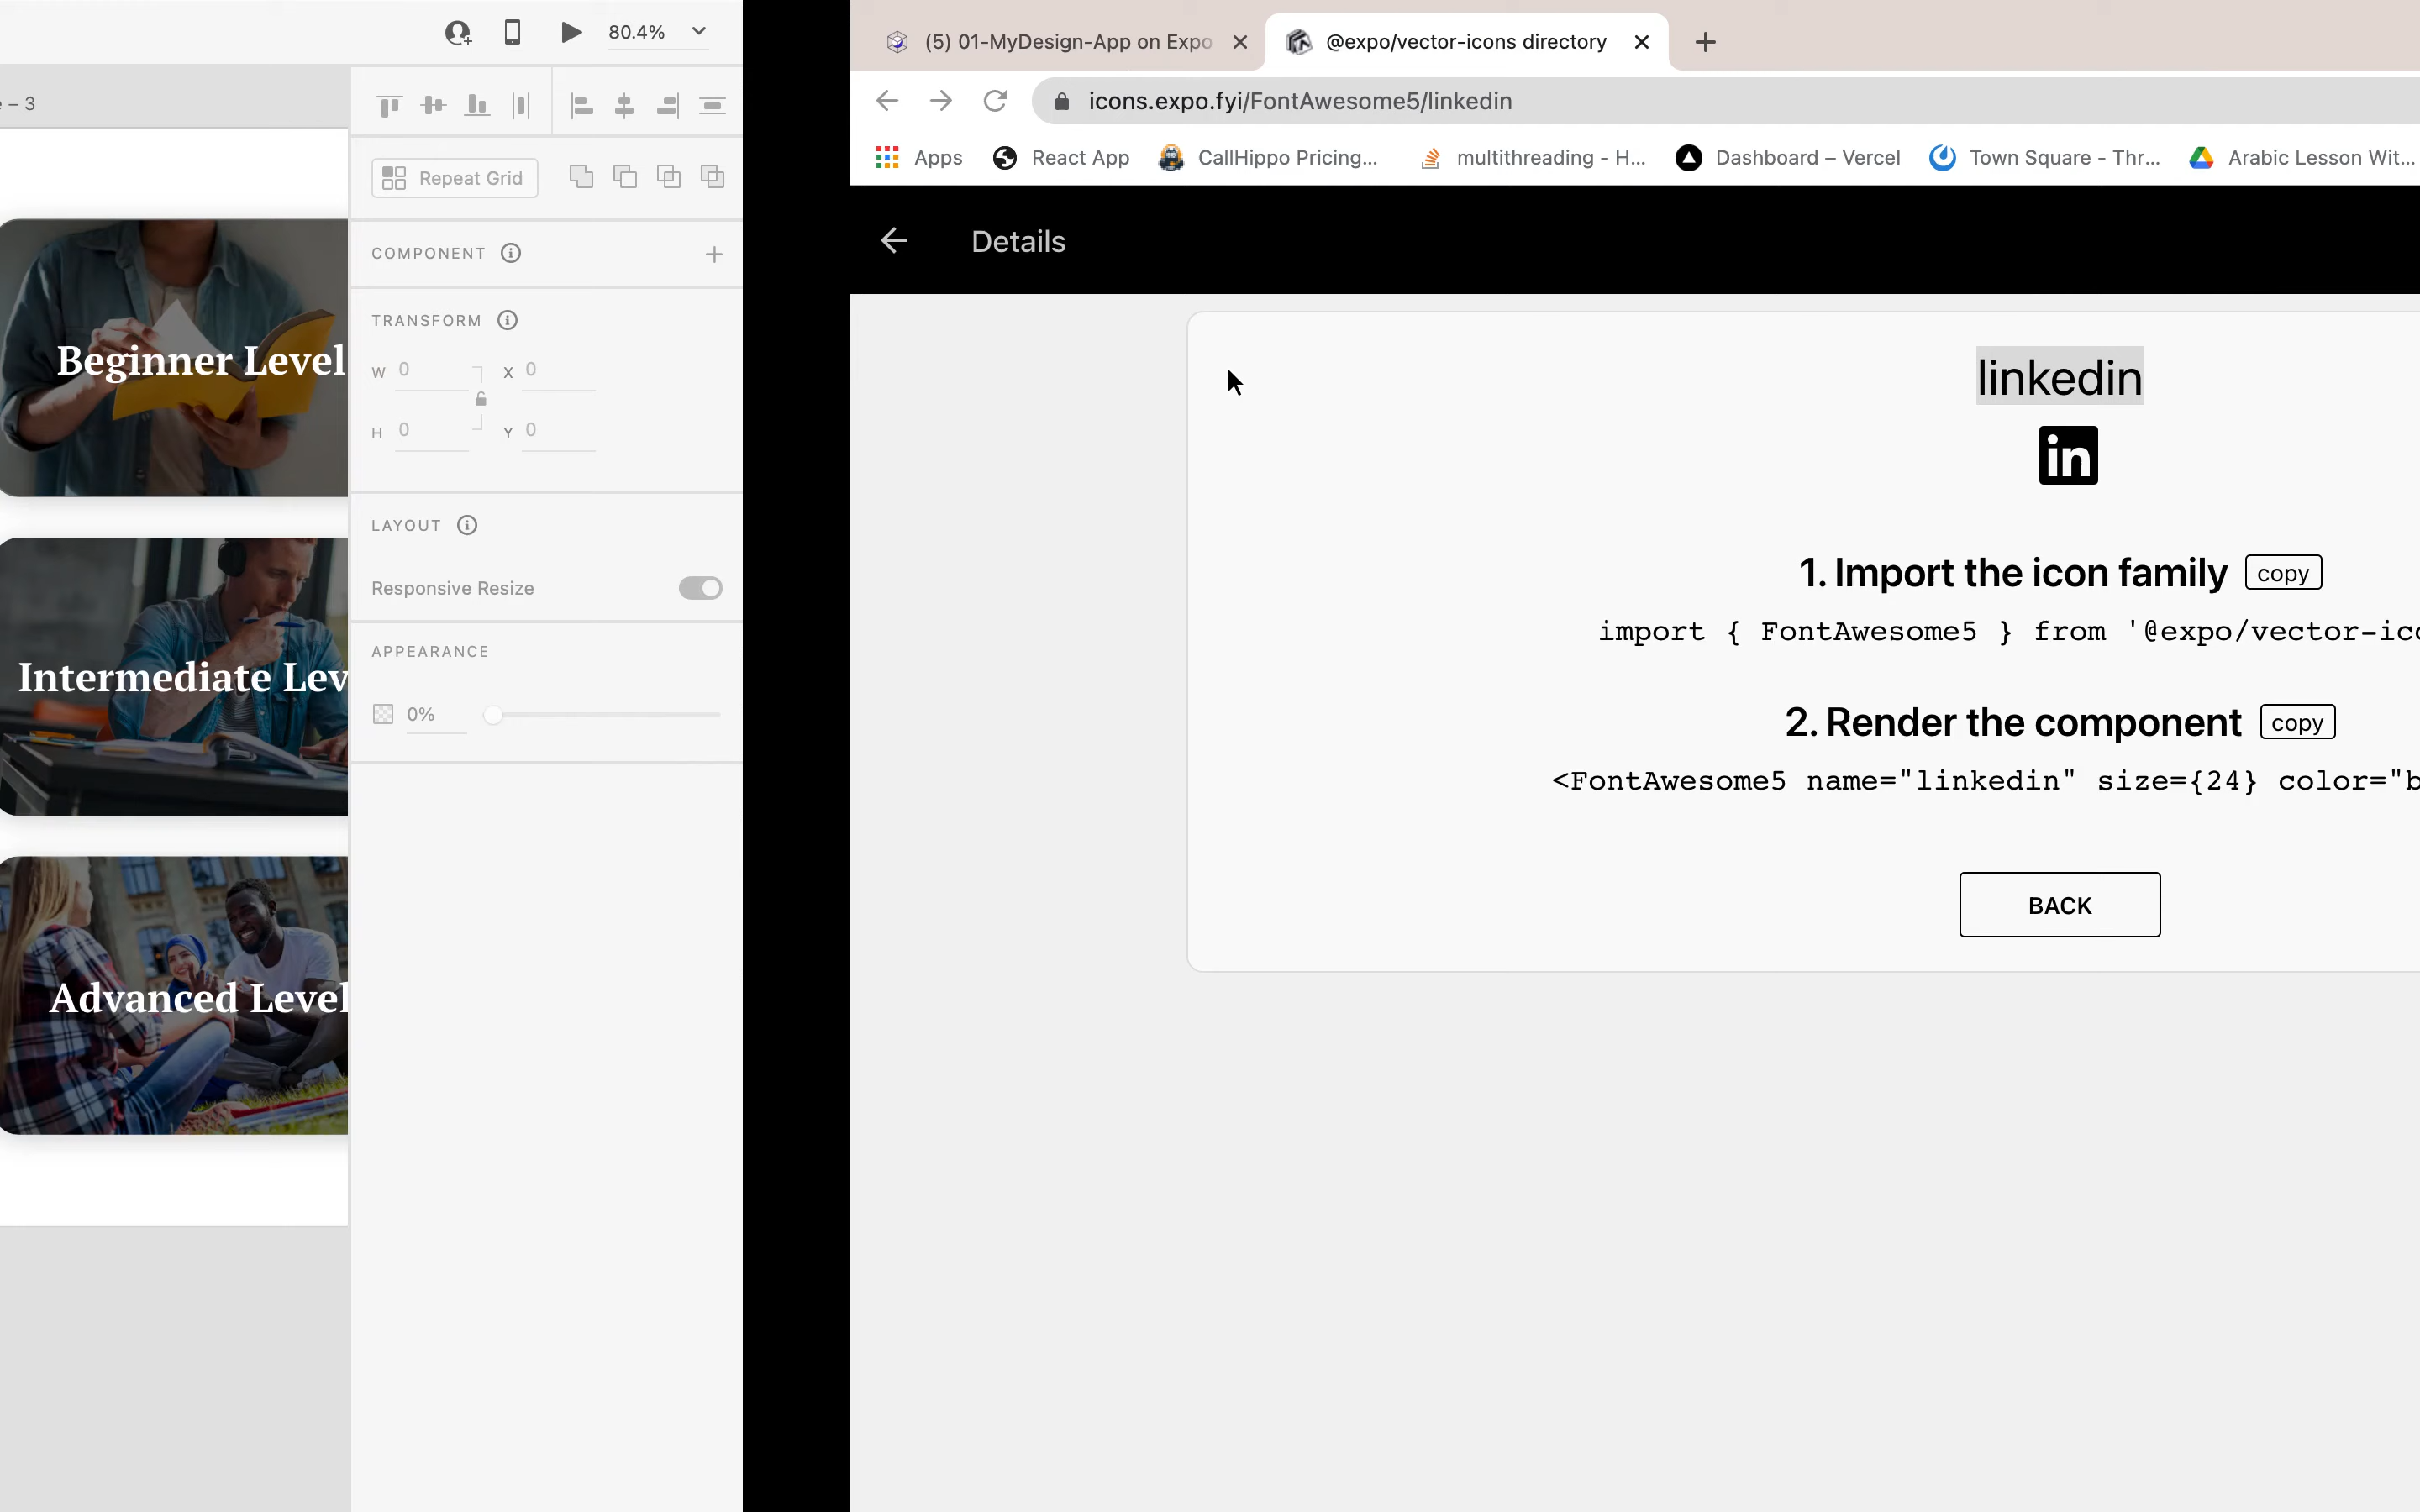 80.4%
e – 3
Repeat Grid
COMPONENT
TRANSFORM
W 0 X 0
H 0 Y 0
LAYOUT
Responsive Resize
APPEARANCE
0%
Beginner Level
Intermediate Lev
Advanced Level
(5) 01-MyDesign-App on Expo
@expo/vector-icons directory
icons.expo.fyi/FontAwesome5/linkedin
Apps React App CallHippo Pricing... multithreading - H... Dashboard – Vercel Town Square - Thr... Arabic Lesson Wit...
Details
linkedin
in
1. Import the icon family copy
import { FontAwesome5 } from '@expo/vector-ico
2. Render the component copy
<FontAwesome5 name="linkedin" size={24} color="b
BACK